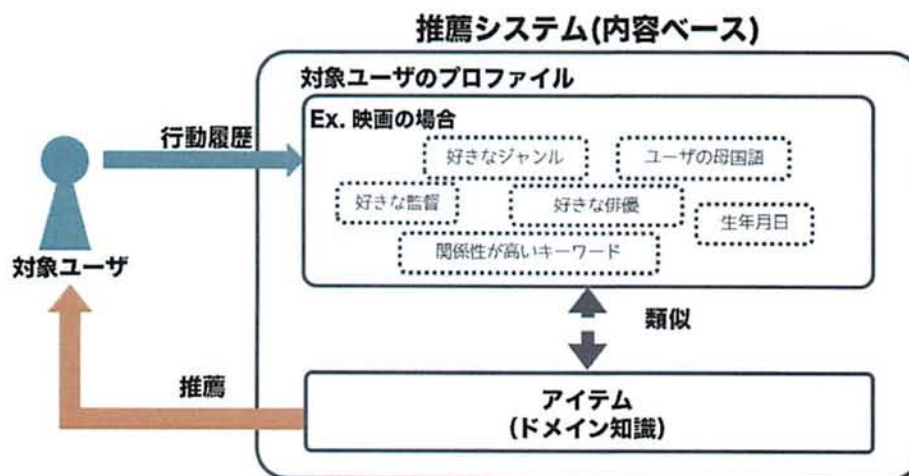 推薦システム(内容ベース)
対象ユーザのプロファイル
Ex. 映画の場合
行動履歴
好きなジャンル
ユーザの母国語
好きな監督
好きな俳優
生年月日
関係性が高いキーワード
対象ユーザ
類似
推薦
アイテム
(ドメイン知識)